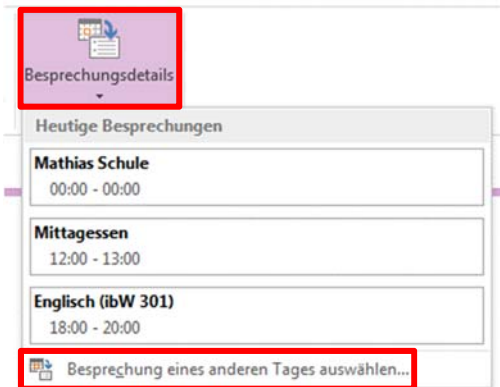 Besprechungsdetails
Heutige Besprechungen
Mathias Schule
00:00 - 00:00
Mittagessen
12:00 - 13:00
Englisch (ibW 301)
18:00 - 20:00
Besprechung eines anderen Tages auswählen...